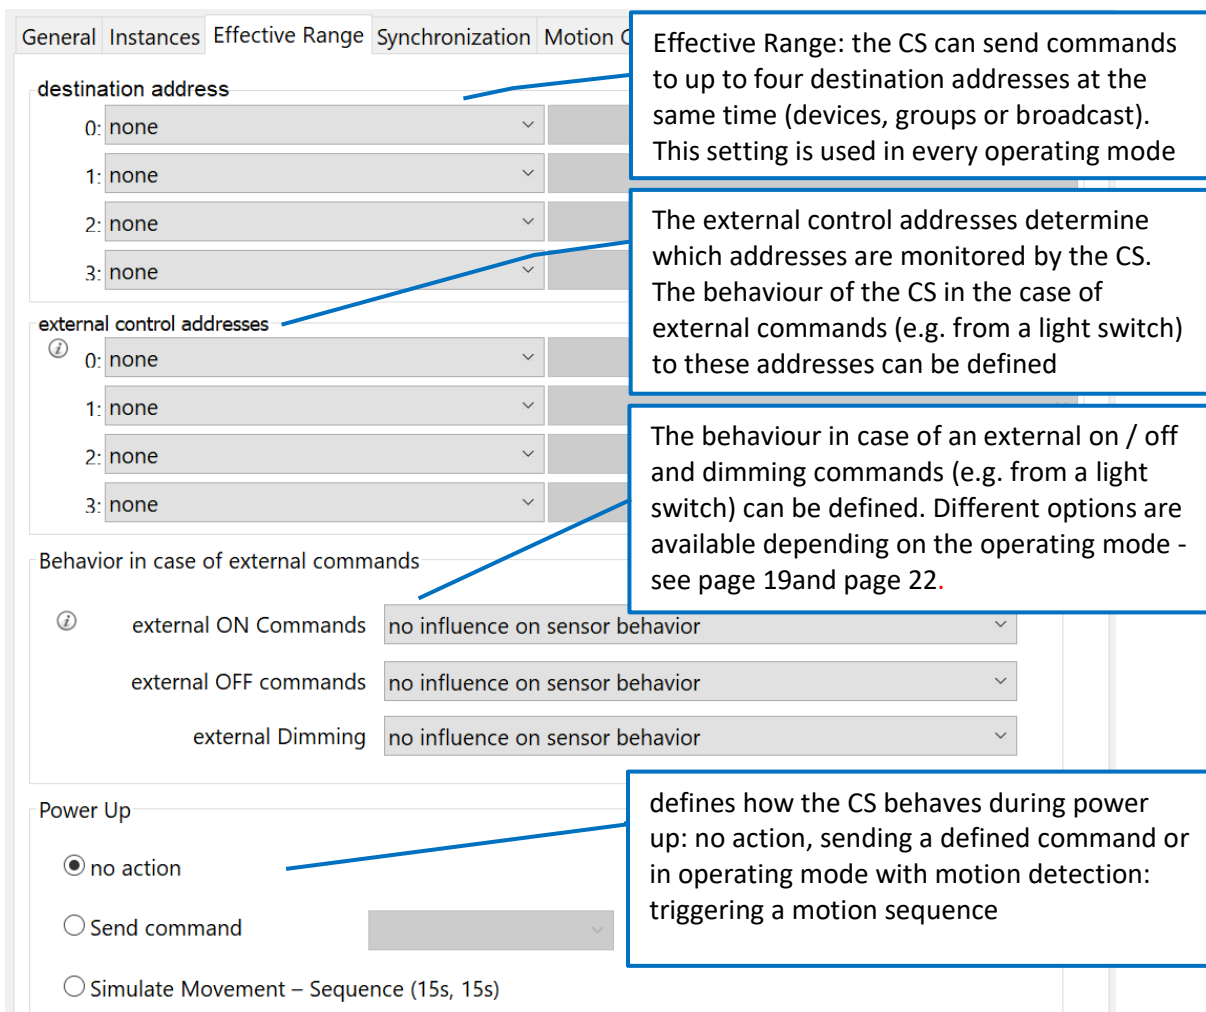 General Instances Effective Range Synchronization Motion
Effective Range: the CS can send commands
to up to four destination addresses at the
same time (devices, groups or broadcast).
This setting is used in every operating mode
destination address
0: none
1: none
2: none
3: none
The external control addresses determine
which addresses are monitored by the CS.
The behaviour of the CS in the case of
external commands (e.g. from a light switch)
to these addresses can be defined
external control addresses
0: none
1: none
2: none
3: none
The behaviour in case of an external on / off
and dimming commands (e.g. from a light
switch) can be defined. Different options are
available depending on the operating mode -
see page 19and page 22.
Behavior in case of external commands
external ON Commands no influence on sensor behavior
external OFF commands no influence on sensor behavior
external Dimming no influence on sensor behavior
defines how the CS behaves during power
up: no action, sending a defined command or
in operating mode with motion detection:
triggering a motion sequence
Power Up
no action
Send command
Simulate Movement – Sequence (15s, 15s)